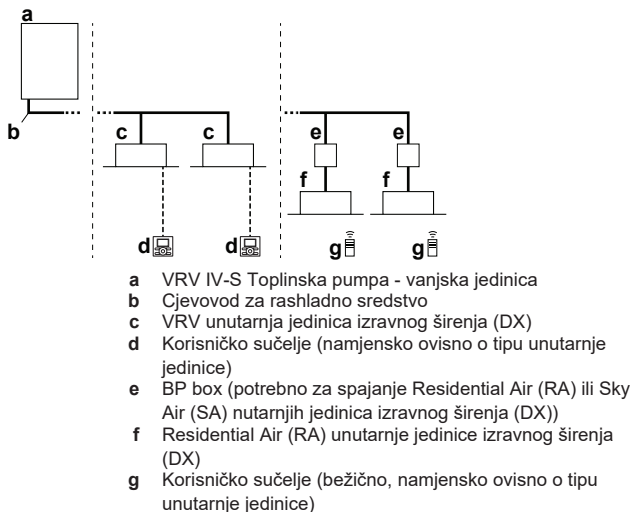 a
b
c c
e e
f f
d d
g g
a VRV IV-S Toplinska pumpa - vanjska jedinica
b Cjevovod za rashladno sredstvo
c VRV unutarnja jedinica izravnog širenja (DX)
d Korisničko sučelje (namjensko ovisno o tipu unutarnje
jedinice)
e BP box (potrebno za spajanje Residential Air (RA) ili Sky
Air (SA) nutarnjih jedinica izravnog širenja (DX))
f Residential Air (RA) unutarnje jedinice izravnog širenja
(DX)
g Korisničko sučelje (bežično, namjensko ovisno o tipu
unutarnje jedinice)